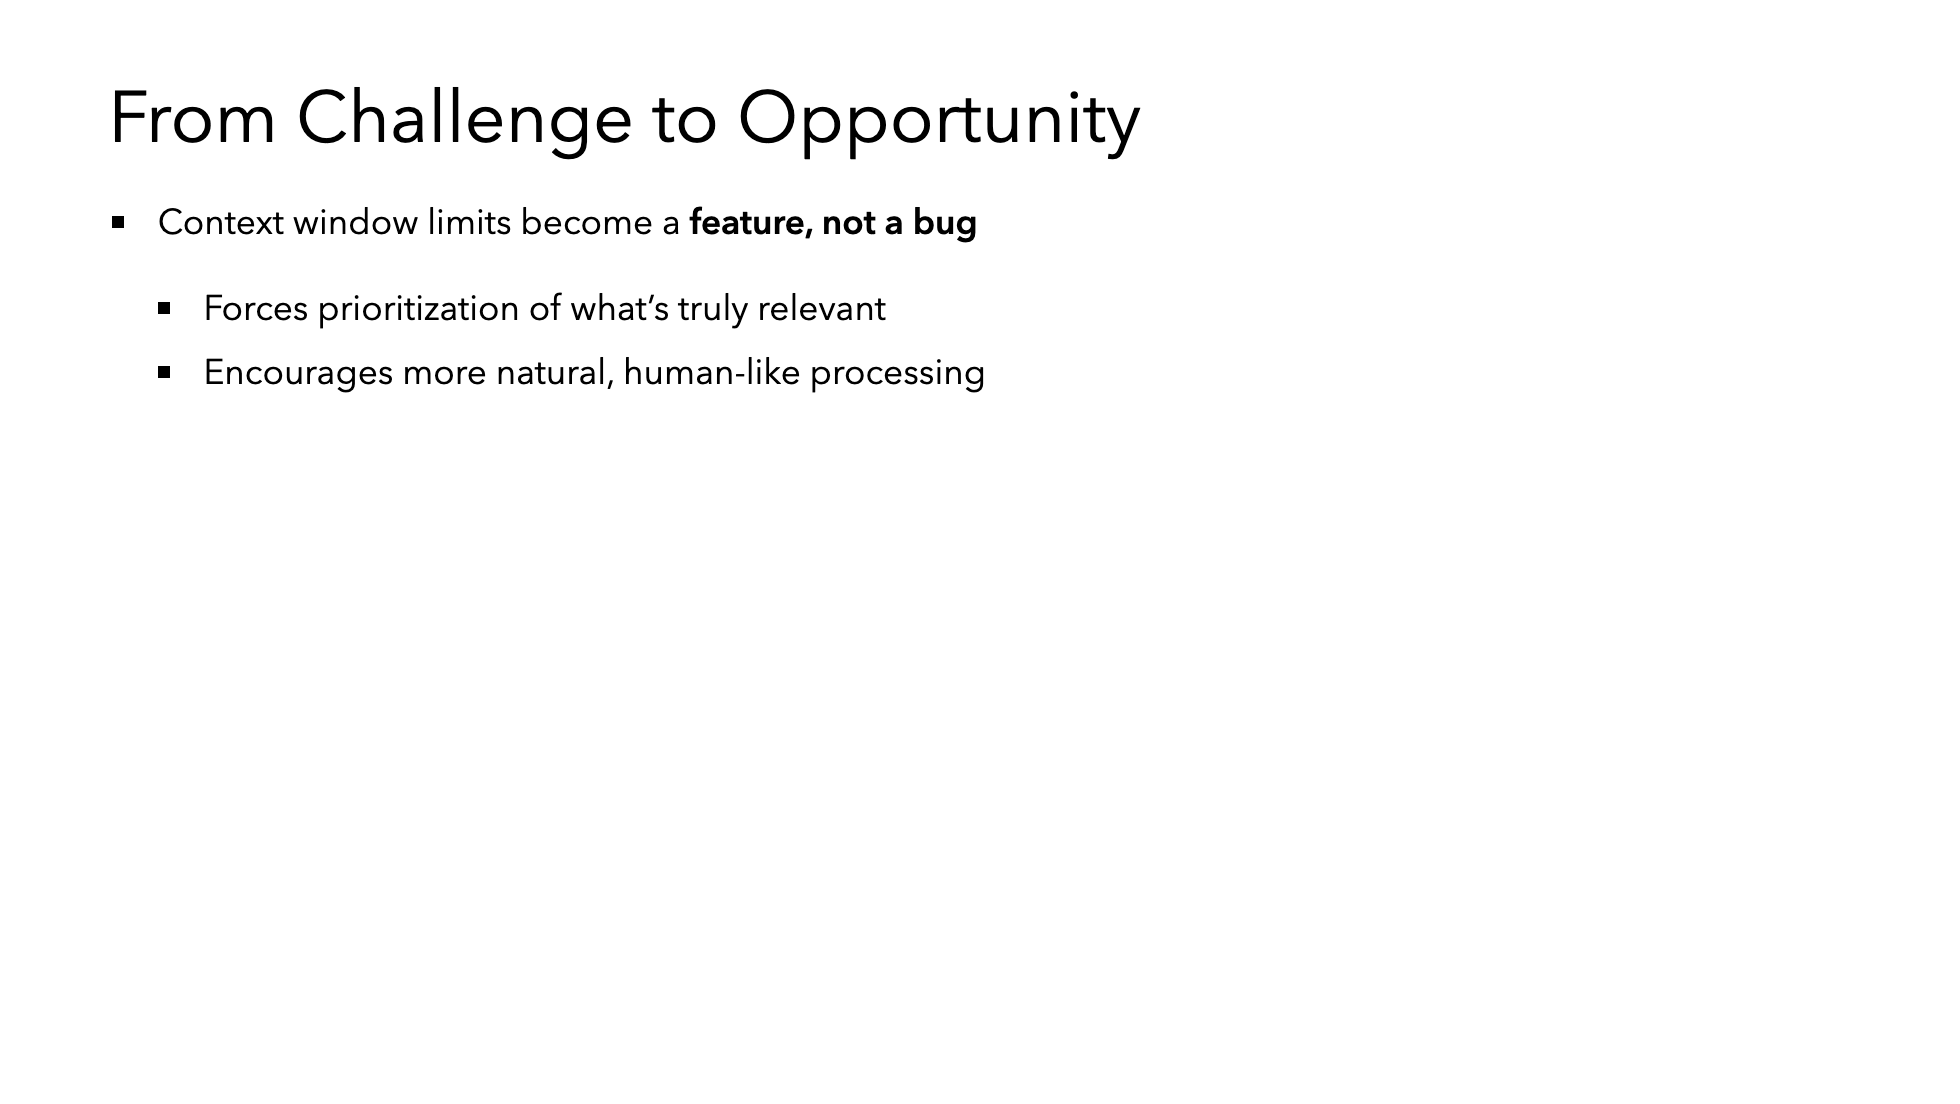 From Challenge to Opportunity
▪ Context window limits become a feature, not a bug
▪ Forces prioritization of what’s truly relevant
▪ Encourages more natural, human-like processing